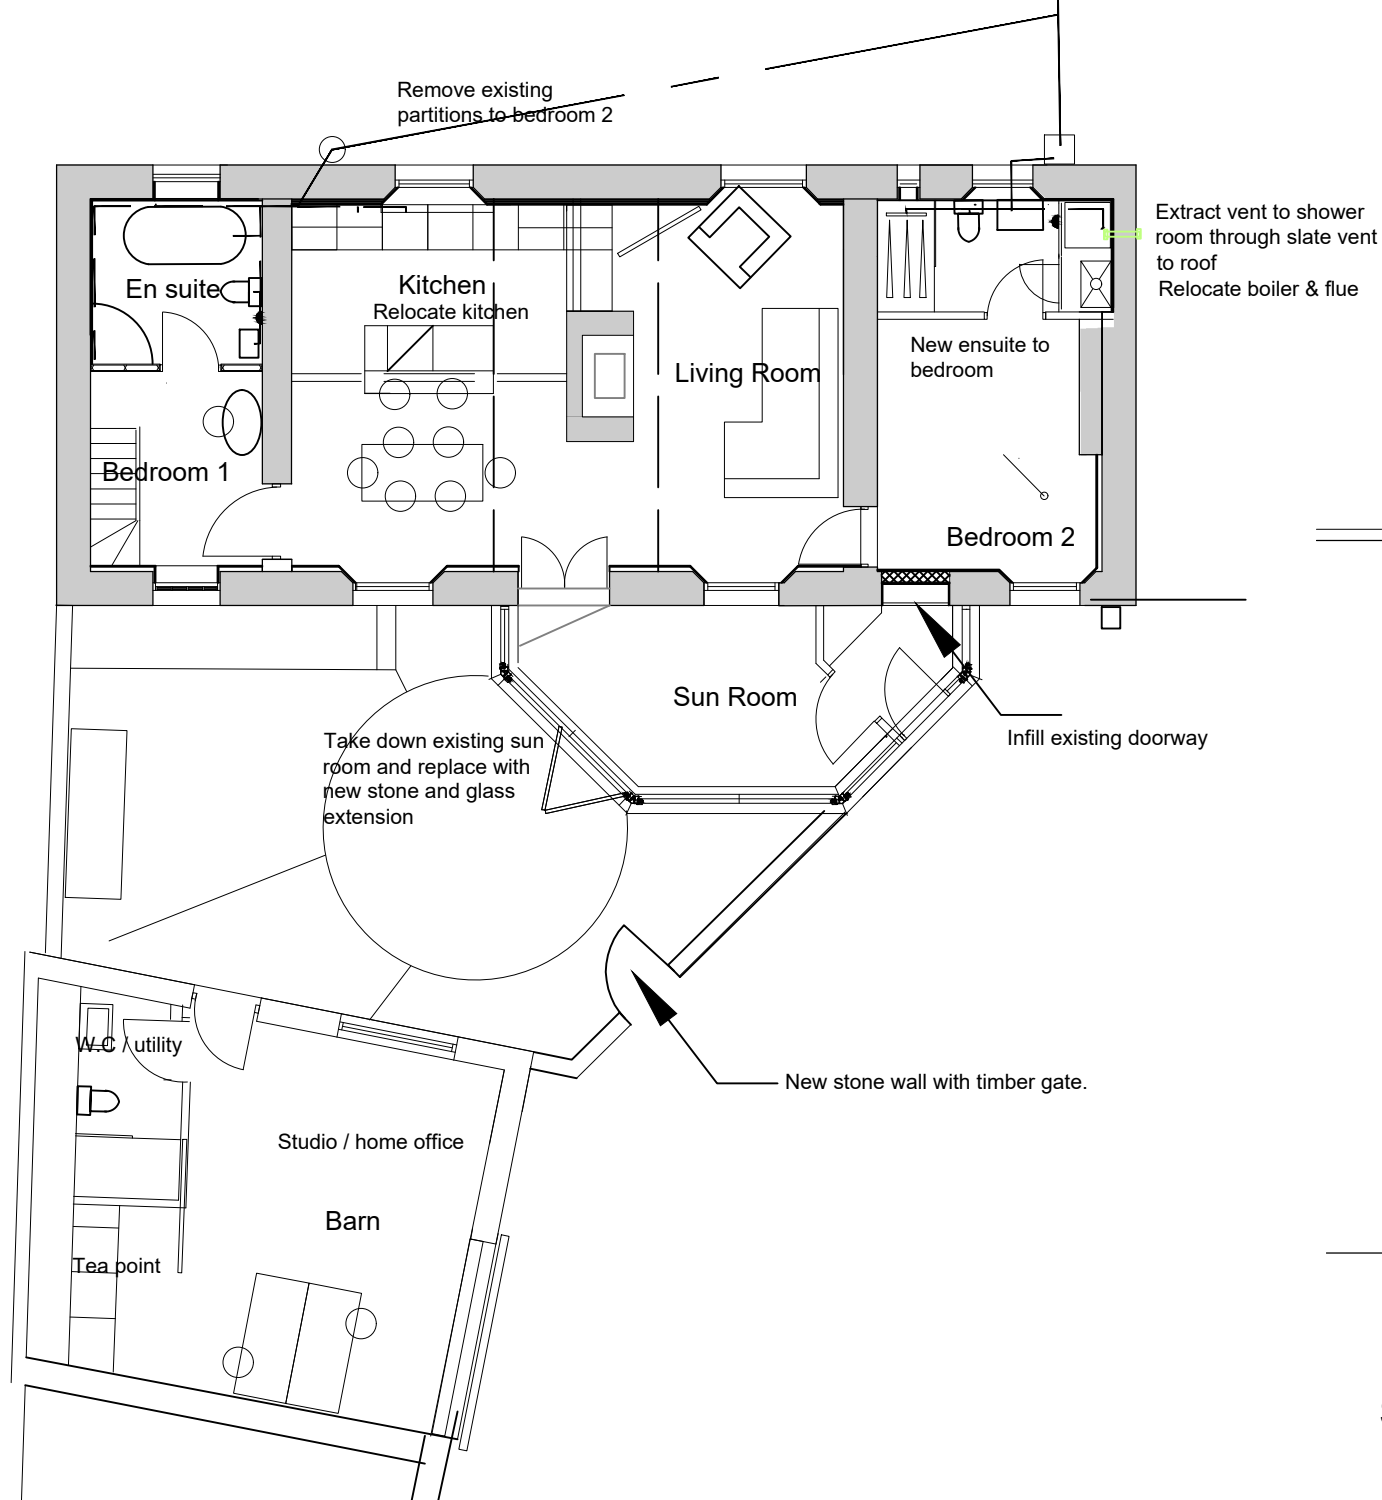 Remove existing
partitions to bedroom 2
Extract vent to shower
room through slate vent
to roof
Relocate boiler & flue
En suite
Kitchen
Relocate kitchen
New ensuite to
bedroom
Living Room
Bedroom 1
Bedroom 2
Sun Room
Take down existing sun
room and replace with
new stone and glass
extension
Infill existing doorway
W.C / utility
New stone wall with timber gate.
Studio / home office
Barn
Tea point